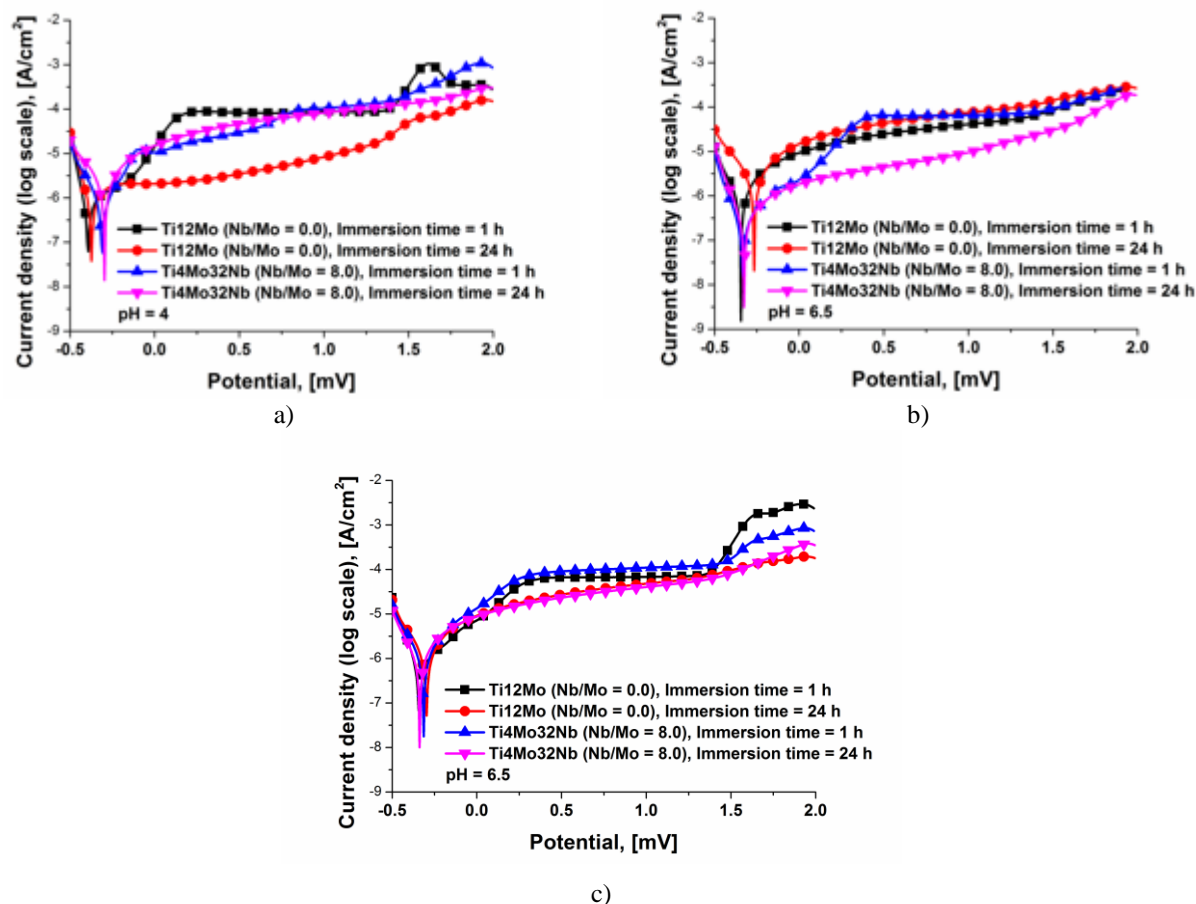 Current density (log scale), [A/cm²]
-2
-3
-4
-5
-6
-7
-8
-9
Ti12Mo (Nb/Mo = 0.0), Immersion time = 1 h
Ti12Mo (Nb/Mo = 0.0), Immersion time = 24 h
Ti4Mo32Nb (Nb/Mo = 8.0), Immersion time = 1 h
Ti4Mo32Nb (Nb/Mo = 8.0), Immersion time = 24 h
pH = 4
-0.5 0.0 0.5 1.0 1.5 2.0
Potential, [mV]
a)
Current density (log scale), [A/cm²]
-2
-3
-4
-5
-6
-7
-8
-9
Ti12Mo (Nb/Mo = 0.0), Immersion time = 1 h
Ti12Mo (Nb/Mo = 0.0), Immersion time = 24 h
Ti4Mo32Nb (Nb/Mo = 8.0), Immersion time = 1 h
Ti4Mo32Nb (Nb/Mo = 8.0), Immersion time = 24 h
pH = 6.5
-0.5 0.0 0.5 1.0 1.5 2.0
Potential, [mV]
b)
Current density (log scale), [A/cm²]
-2
-3
-4
-5
-6
-7
-8
-9
Ti12Mo (Nb/Mo = 0.0), Immersion time = 1 h
Ti12Mo (Nb/Mo = 0.0), Immersion time = 24 h
Ti4Mo32Nb (Nb/Mo = 8.0), Immersion time = 1 h
Ti4Mo32Nb (Nb/Mo = 8.0), Immersion time = 24 h
pH = 6.5
-0.5 0.0 0.5 1.0 1.5 2.0
Potential, [mV]
c)